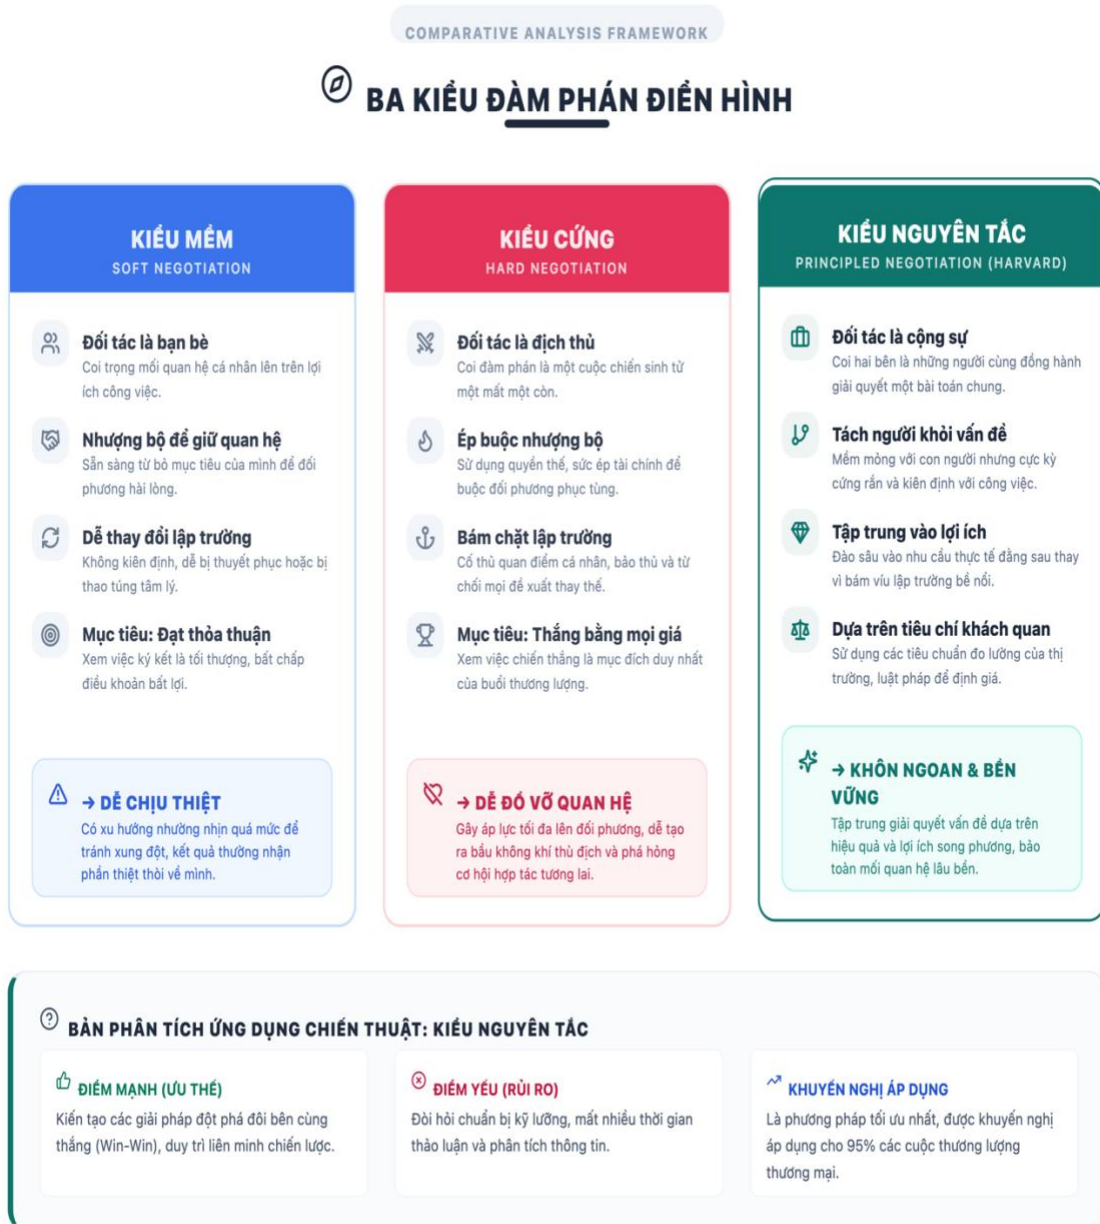 COMPARATIVE ANALYSIS FRAMEWORK
BA KIỂU ĐÀM PHÁN ĐIỂN HÌNH
KIỂU MỀM
SOFT NEGOTIATION
Đối tác là bạn bè
Coi trọng mối quan hệ cá nhân lên trên lợi
ích công việc.
Nhượng bộ để giữ quan hệ
Sẵn sàng từ bỏ mục tiêu của mình để đối
phương hài lòng.
Dễ thay đổi lập trường
Không kiên định, dễ bị thuyết phục hoặc bị
thao túng tâm lý.
Mục tiêu: Đạt thỏa thuận
Xem việc ký kết là tối thượng, bất chấp
điều khoản bất lợi.
→ DỄ CHỊU THIỆT
Có xu hướng nhường nhịn quá mức để
tránh xung đột, kết quả thường nhận
phần thiệt thòi về mình.
KIỂU CỨNG
HARD NEGOTIATION
Đối tác là địch thủ
Coi đàm phán là một cuộc chiến sinh tử
một mất một còn.
Ép buộc nhượng bộ
Sử dụng quyền thế, sức ép tài chính để
buộc đối phương phục tùng.
Bám chặt lập trường
Cố thủ quan điểm cá nhân, bảo thủ và từ
chối mọi đề xuất thay thế.
Mục tiêu: Thắng bằng mọi giá
Xem việc chiến thắng là mục đích duy nhất
của buổi thương lượng.
→ DỄ ĐỔ VỠ QUAN HỆ
Gây áp lực tối đa lên đối phương, dễ tạo
ra bầu không khí thù địch và phá hỏng
cơ hội hợp tác tương lai.
KIỂU NGUYÊN TẮC
PRINCIPLED NEGOTIATION (HARVARD)
Đối tác là cộng sự
Coi hai bên là những người cùng đồng hành
giải quyết một bài toán chung.
Tách người khỏi vấn đề
Mềm mỏng với con người nhưng cực kỳ
cứng rắn và kiên định với công việc.
Tập trung vào lợi ích
Đào sâu vào nhu cầu thực tế đằng sau thay
vì bám víu lập trường bề nổi.
Dựa trên tiêu chí khách quan
Sử dụng các tiêu chuẩn đo lường của thị
trường, luật pháp để định giá.
→ KHÔN NGOAN & BỀN
VỮNG
Tập trung giải quyết vấn đề dựa trên
hiệu quả và lợi ích song phương, bảo
toàn mối quan hệ lâu bền.
BẢN PHÂN TÍCH ỨNG DỤNG CHIẾN THUẬT: KIỂU NGUYÊN TẮC
ĐIỂM MẠNH (ƯU THẾ)
Kiến tạo các giải pháp đột phá đôi bên cùng
thắng (Win-Win), duy trì liên minh chiến lược.
ĐIỂM YẾU (RỦI RO)
Đòi hỏi chuẩn bị kỹ lưỡng, mất nhiều thời gian
thảo luận và phân tích thông tin.
KHUYẾN NGHỊ ÁP DỤNG
Là phương pháp tối ưu nhất, được khuyến nghị
áp dụng cho 95% các cuộc thương lượng
thương mại.